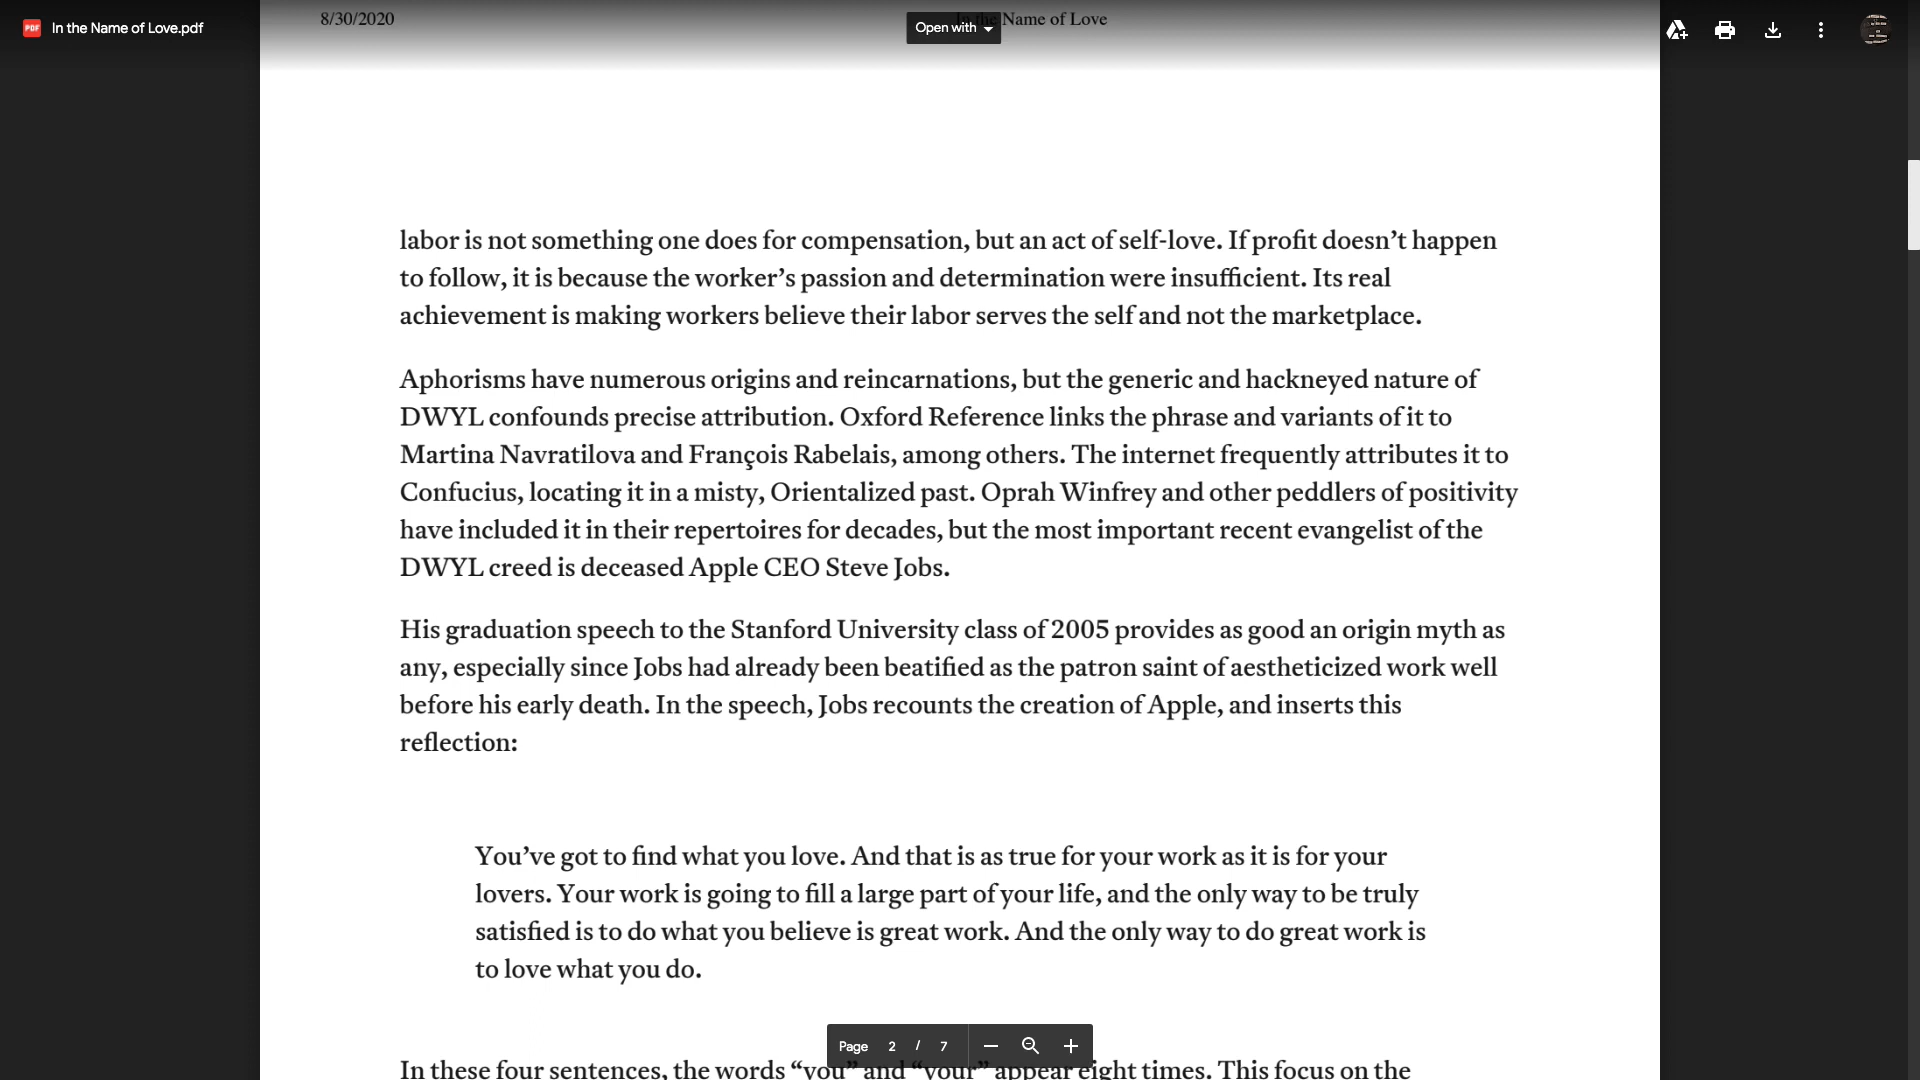 PDF In the Name of Love.pdf
8/30/2020
Open with
In the Name of Love
labor is not something one does for compensation, but an act of self-love. If profit doesn’t happen
to follow, it is because the worker’s passion and determination were insufficient. Its real
achievement is making workers believe their labor serves the self and not the marketplace.
Aphorisms have numerous origins and reincarnations, but the generic and hackneyed nature of
DWYL confounds precise attribution. Oxford Reference links the phrase and variants of it to
Martina Navratilova and François Rabelais, among others. The internet frequently attributes it to
Confucius, locating it in a misty, Orientalized past. Oprah Winfrey and other peddlers of positivity
have included it in their repertoires for decades, but the most important recent evangelist of the
DWYL creed is deceased Apple CEO Steve Jobs.
His graduation speech to the Stanford University class of 2005 provides as good an origin myth as
any, especially since Jobs had already been beatified as the patron saint of aestheticized work well
before his early death. In the speech, Jobs recounts the creation of Apple, and inserts this
reflection:
You’ve got to find what you love. And that is as true for your work as it is for your
lovers. Your work is going to fill a large part of your life, and the only way to be truly
satisfied is to do what you believe is great work. And the only way to do great work is
to love what you do.
Page 2 / 7
In these four sentences, the words “you” and “your” appear eight times. This focus on the